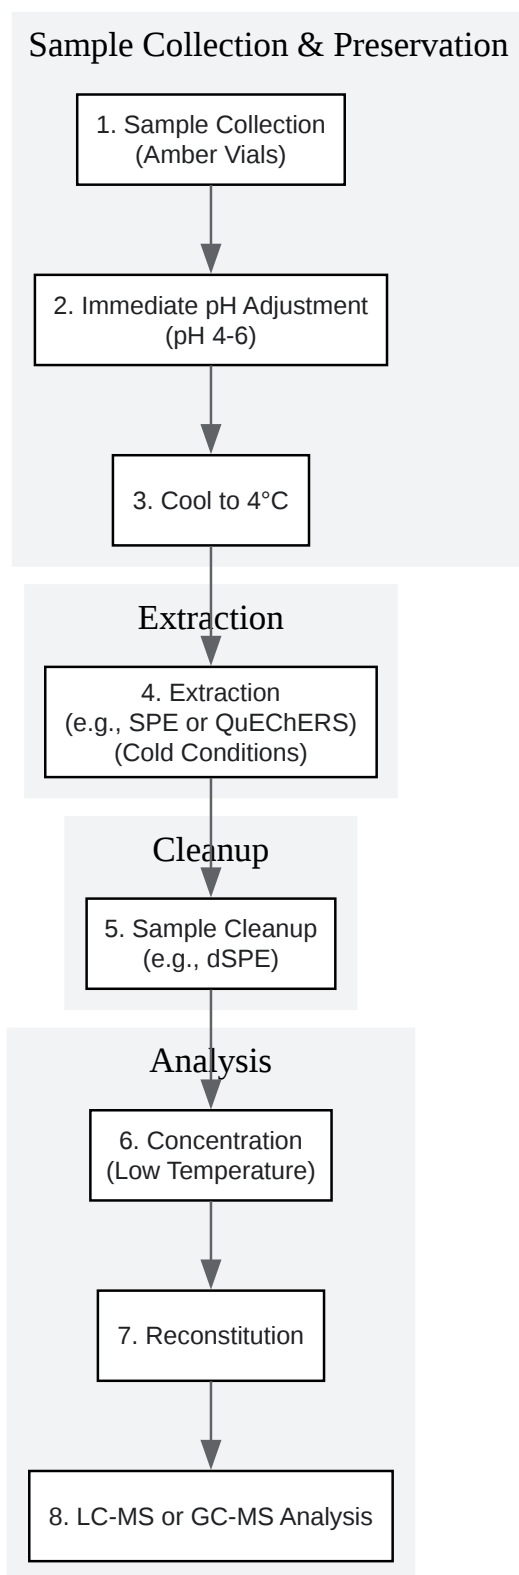 Sample Collection & Preservation
1. Sample Collection
(Amber Vials)
2. Immediate pH Adjustment
(pH 4-6)
3. Cool to 4°C
Extraction
4. Extraction
(e.g., SPE or QuEChERS)
(Cold Conditions)
Cleanup
5. Sample Cleanup
(e.g., dSPE)
Analysis
6. Concentration
(Low Temperature)
7. Reconstitution
8. LC-MS or GC-MS Analysis